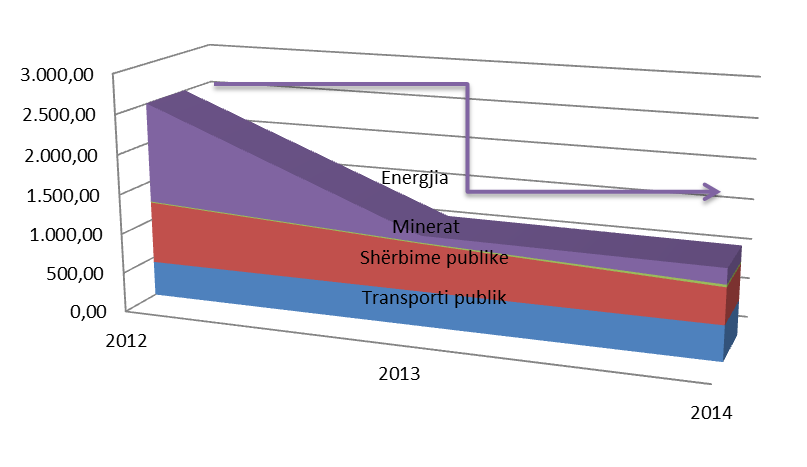 3.000,00
2.500,00
2.000,00
1.500,00
1.000,00
500,00
0,00
Energjia
Minerat
Shërbime publike
Transporti publik
2012
2013
2014